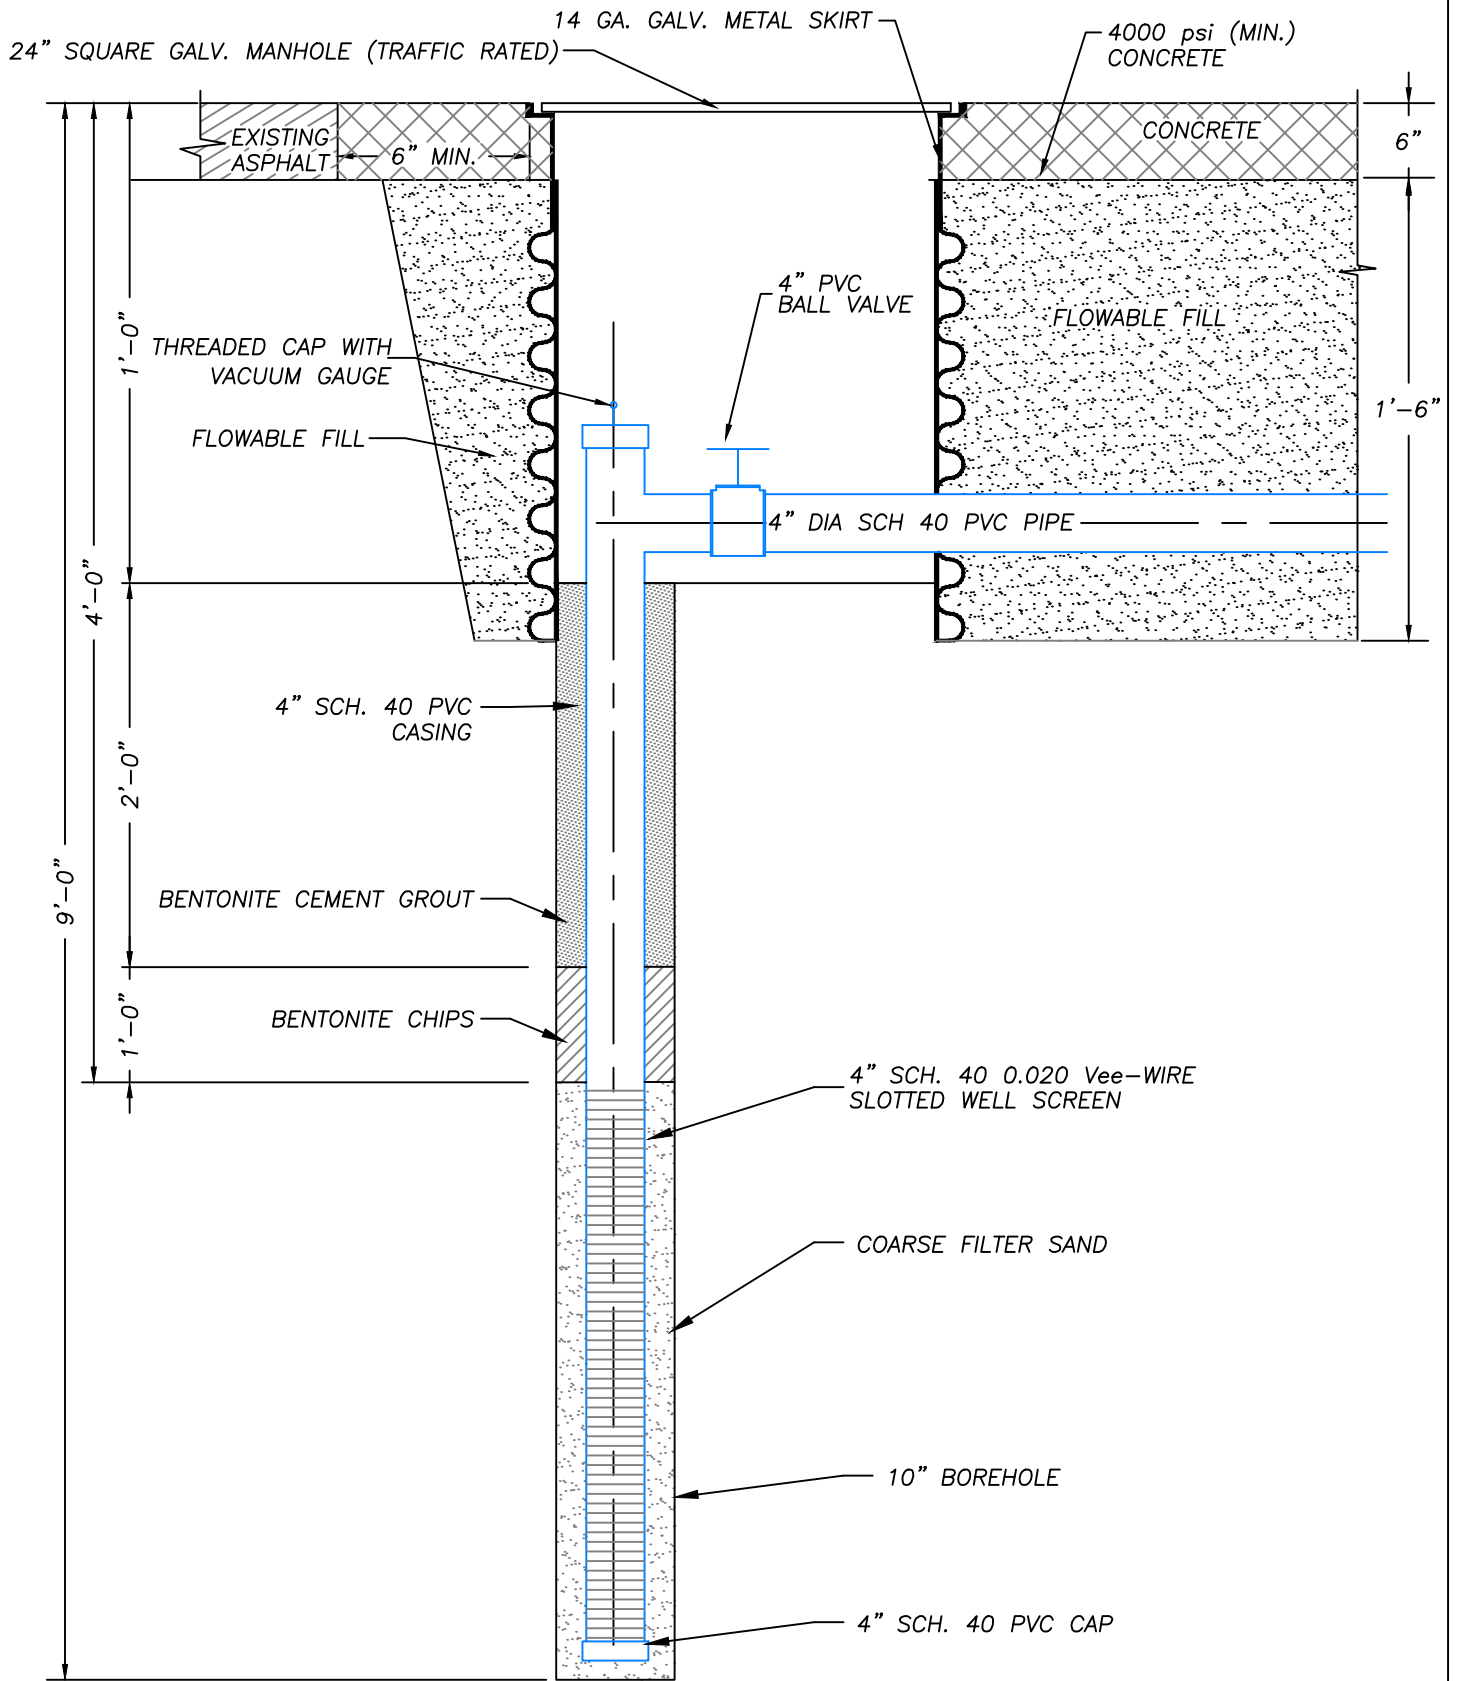 14 GA. GALV. METAL SKIRT
24" SQUARE GALV. MANHOLE (TRAFFIC RATED)
4000 psi (MIN.)
CONCRETE
EXISTING
ASPHALT
6" MIN.
CONCRETE
6"
4" PVC
BALL VALVE
FLOWABLE FILL
1'-0"
THREADED CAP WITH
VACUUM GAUGE
1'-6"
FLOWABLE FILL
4" DIA SCH 40 PVC PIPE
4'-0"
4" SCH. 40 PVC
CASING
2'-0"
9'-0"
BENTONITE CEMENT GROUT
1'-0"
BENTONITE CHIPS
4" SCH. 40 0.020 Vee-WIRE
SLOTTED WELL SCREEN
COARSE FILTER SAND
10" BOREHOLE
4" SCH. 40 PVC CAP